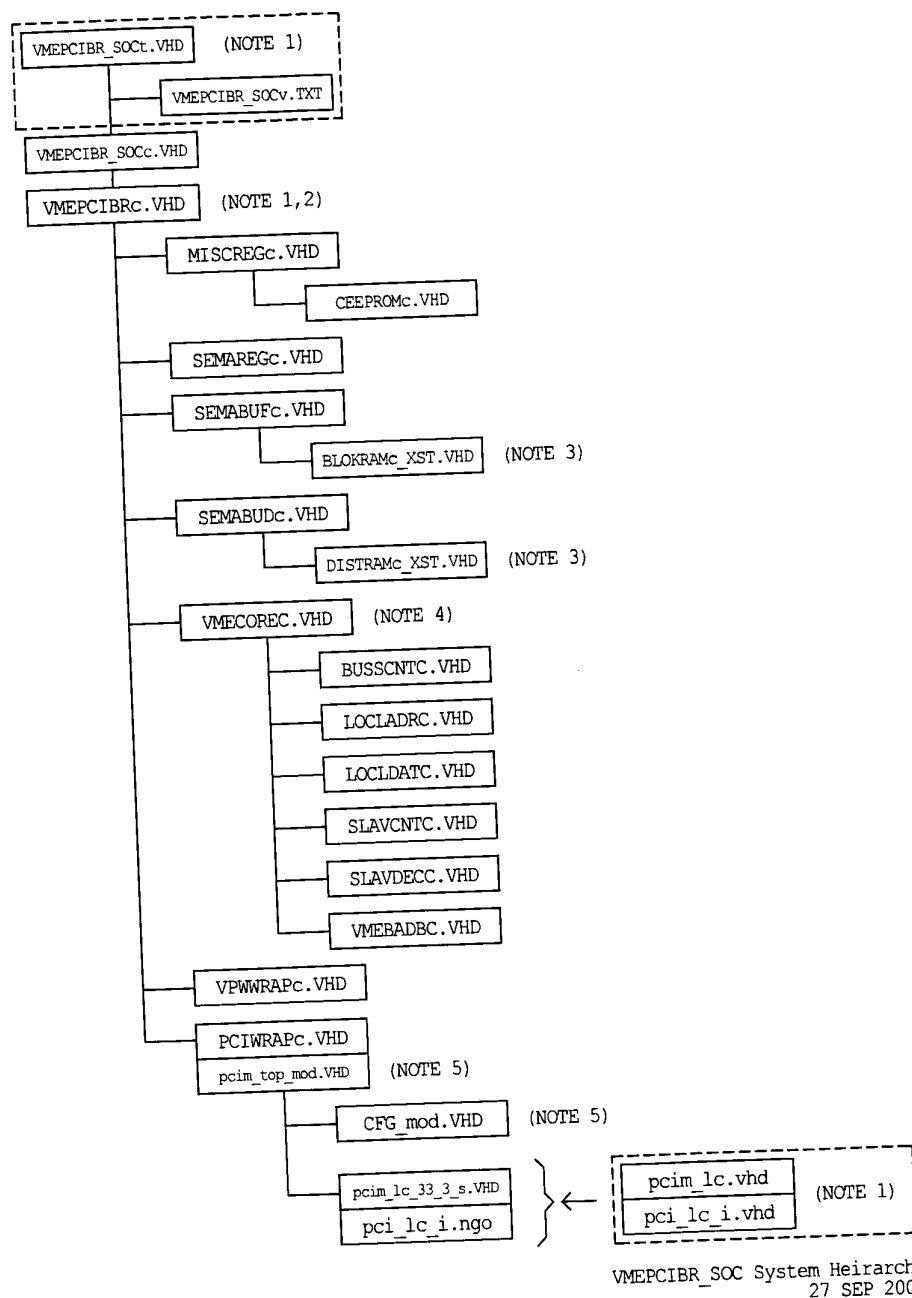 VMEPCIBR_SOCt.VHD (NOTE 1)
VMEPCIBR_SOCv.TXT
VMEPCIBR_SOCc.VHD
VMEPCIBRc.VHD (NOTE 1,2)
MISCREGc.VHD
CEEPROMc.VHD
SEMAREGc.VHD
SEMABUFc.VHD
BLOKRAMc_XST.VHD (NOTE 3)
SEMABUDc.VHD
DISTRAMc_XST.VHD (NOTE 3)
VMECOREC.VHD (NOTE 4)
BUSSCNTC.VHD
LOCLADRC.VHD
LOCLDATC.VHD
SLAVCNTC.VHD
SLAVDECC.VHD
VMEBADBC.VHD
VPWWRAPc.VHD
PCIWRAPc.VHD
pcim_top_mod.VHD (NOTE 5)
CFG_mod.VHD (NOTE 5)
pcim_lc_33_3_s.VHD
pci_lc_i.ngo
pcim_lc.vhd
pci_lc_i.vhd
(NOTE 1)
VMEPCIBR_SOC System Heirarch
27 SEP 200